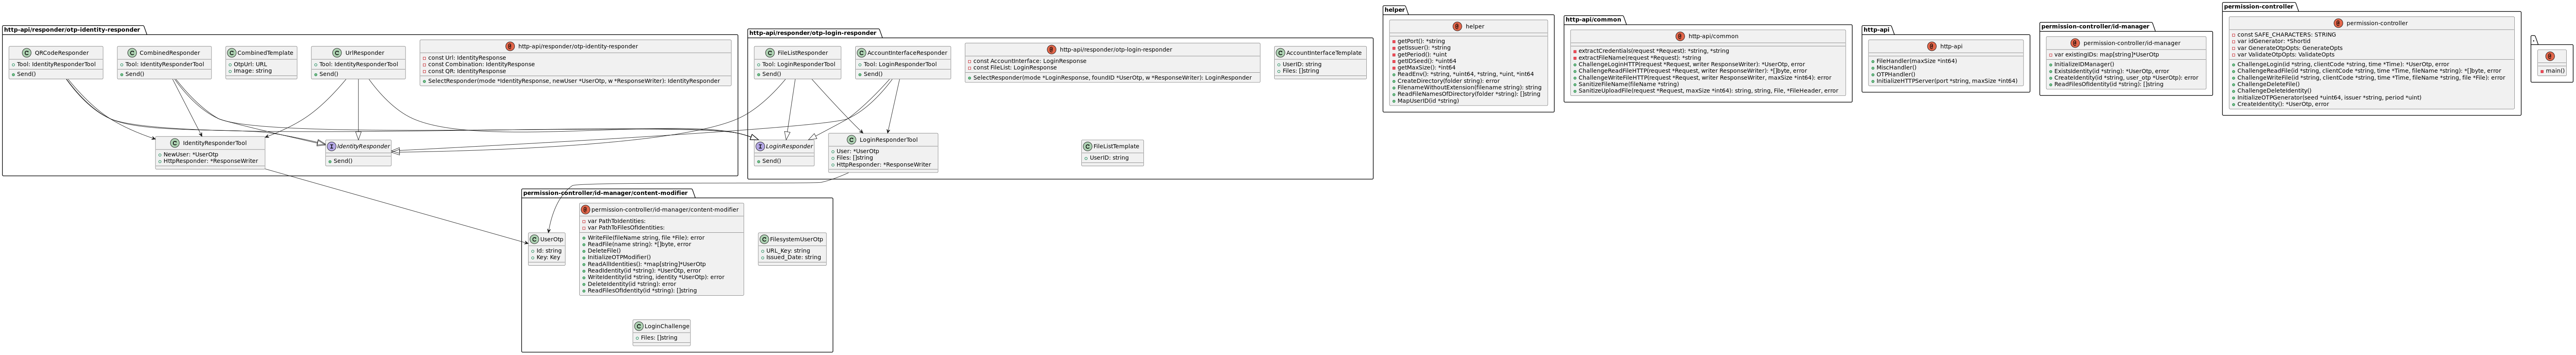 http-api/responder/otp-identity-responder
C QRCodeResponder
Tool: IdentityResponderTool
Send()
C CombinedResponder
Tool: IdentityResponderTool
Send()
C CombinedTemplate
OtpUrl: URL
Image: string
C UrlResponder
Tool: IdentityResponderTool
Send()
http-api/responder/otp-identity-responder
const Url: IdentityResponse
const Combination: IdentityResponse
const QR: IdentityResponse
SelectResponder(mode *IdentityResponse, newUser *UserOtp, w *ResponseWriter): IdentityResponder
C IdentityResponderTool
NewUser: *UserOtp
HttpResponder: *ResponseWriter
I IdentityResponder
Send()
http-api/responder/otp-login-responder
C FileListResponder
Tool: LoginResponderTool
Send()
C AccountInterfaceResponder
Tool: LoginResponderTool
Send()
http-api/responder/otp-login-responder
const AccountInterface: LoginResponse
const FileList: LoginResponse
SelectResponder(mode *LoginResponse, foundID *UserOtp, w *ResponseWriter): LoginResponder
C AccountInterfaceTemplate
UserID: string
Files: []string
I LoginResponder
Send()
C LoginResponderTool
User: *UserOtp
Files: []string
HttpResponder: *ResponseWriter
C FileListTemplate
UserID: string
permission-controller/id-manager/content-modifier
C UserOtp
Id: string
Key: Key
permission-controller/id-manager/content-modifier
var PathToIdentities:
var PathToFilesOfIdentities:
WriteFile(fileName string, file *File): error
ReadFile(name string): *[]byte, error
DeleteFile()
InitializeOTPModifier()
ReadAllIdentities(): *map[string]*UserOtp
ReadIdentity(id *string): *UserOtp, error
WriteIdentity(id *string, identity *UserOtp): error
DeleteIdentity(id *string): error
ReadFilesOfIdentity(id *string): []string
C FilesystemUserOtp
URL_Key: string
Issued_Date: string
C LoginChallenge
Files: []string
helper
helper
getPort(): *string
getIssuer(): *string
getPeriod(): *uint
getIDSeed(): *uint64
getMaxSize(): *int64
ReadEnv(): *string, *uint64, *string, *uint, *int64
CreateDirectory(folder string): error
FilenameWithoutExtension(filename string): string
ReadFileNamesOfDirectory(folder *string): []string
MapUserID(id *string)
http-api/common
http-api/common
extractCredentials(request *Request): *string, *string
extractFileName(request *Request): *string
ChallengeLoginHTTP(request *Request, writer ResponseWriter): *UserOtp, error
ChallengeReadFileHTTP(request *Request, writer ResponseWriter): *[]byte, error
ChallengeWriteFileHTTP(request *Request, writer ResponseWriter, maxSize *int64): error
SanitizeFileName(fileName *string)
SanitizeUploadFile(request *Request, maxSize *int64): string, string, File, *FileHeader, error
http-api
http-api
FileHandler(maxSize *int64)
MiscHandler()
OTPHandler()
InitializeHTTPServer(port *string, maxSize *int64)
permission-controller/id-manager
permission-controller/id-manager
var existingIDs: map[string]*UserOtp
InitializeIDManager()
ExistsIdentity(id *string): *UserOtp, error
CreateIdentity(id *string, user_otp *UserOtp): error
ReadFilesOfIdentity(id *string): []string
permission-controller
permission-controller
const SAFE_CHARACTERS: STRING
var idGenerator: *Shortid
var GenerateOtpOpts: GenerateOpts
var ValidateOtpOpts: ValidateOpts
ChallengeLogin(id *string, clientCode *string, time *Time): *UserOtp, error
ChallengeReadFile(id *string, clientCode *string, time *Time, fileName *string): *[]byte, error
ChallengeWriteFile(id *string, clientCode *string, time *Time, fileName *string, file *File): error
ChallengeDeleteFile()
ChallengeDeleteIdentity()
InitializeOTPGenerator(seed *uint64, issuer *string, period *uint)
CreateIdentity(): *UserOtp, error
main()